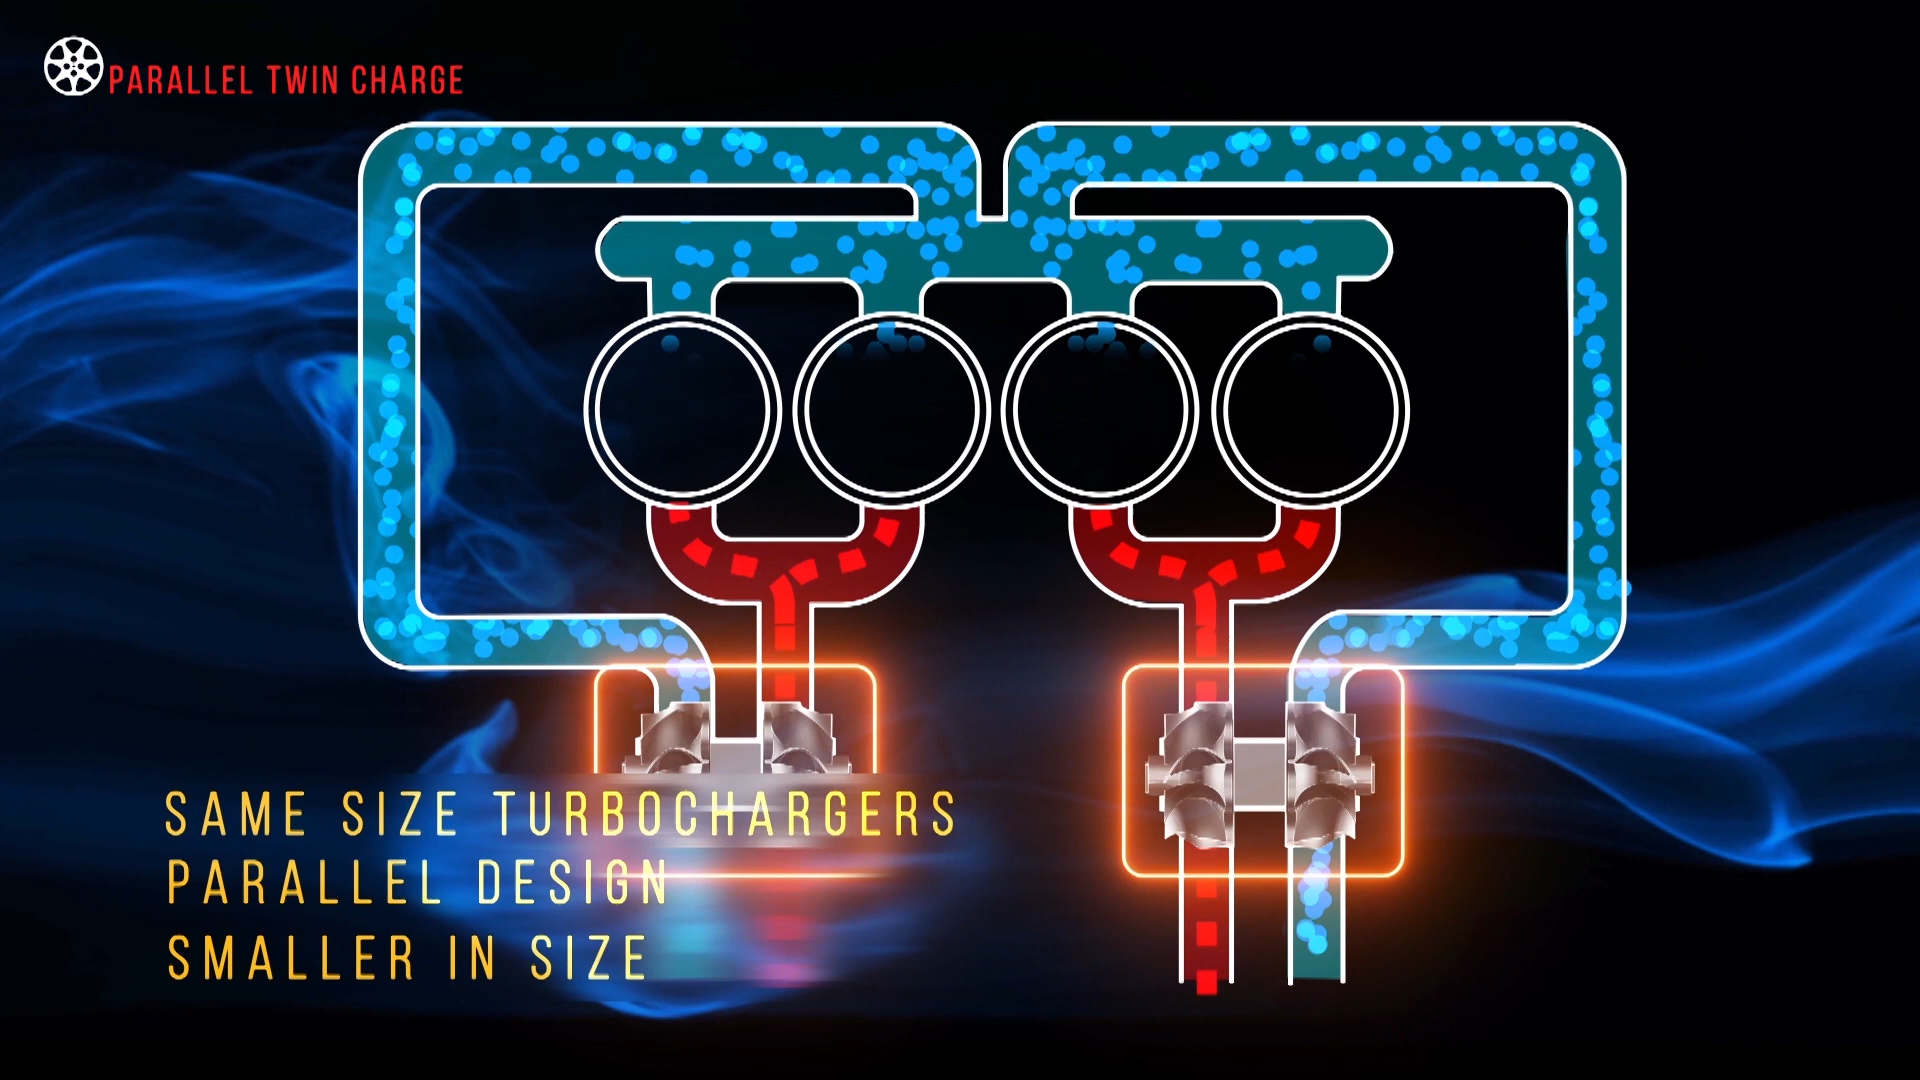 PARALLEL TWIN CHARGE
SAME SIZE TURBOCHARGERS
PARALLEL DESIGN
SMALLER IN SIZE